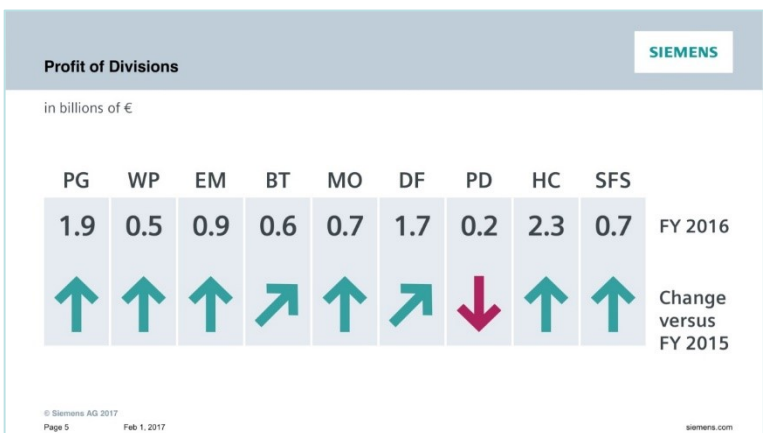 SIEMENS
Profit of Divisions
in billions of €
PG WP EM BT MO DF PD HC SFS
1.9 0.5 0.9 0.6 0.7 1.7 0.2 2.3 0.7 FY 2016
Change
versus
FY 2015
© Siemens AG 2017
Page 5 Feb 1, 2017 siemens.com